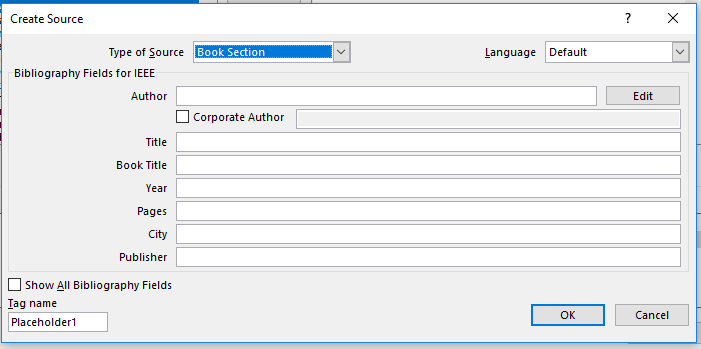 Create Source
Type of Source Book Section Language Default
Bibliography Fields for IEEE
Author Edit
Corporate Author
Title
Book Title
Year
Pages
City
Publisher
Show All Bibliography Fields
Tag name
Placeholder1 OK Cancel